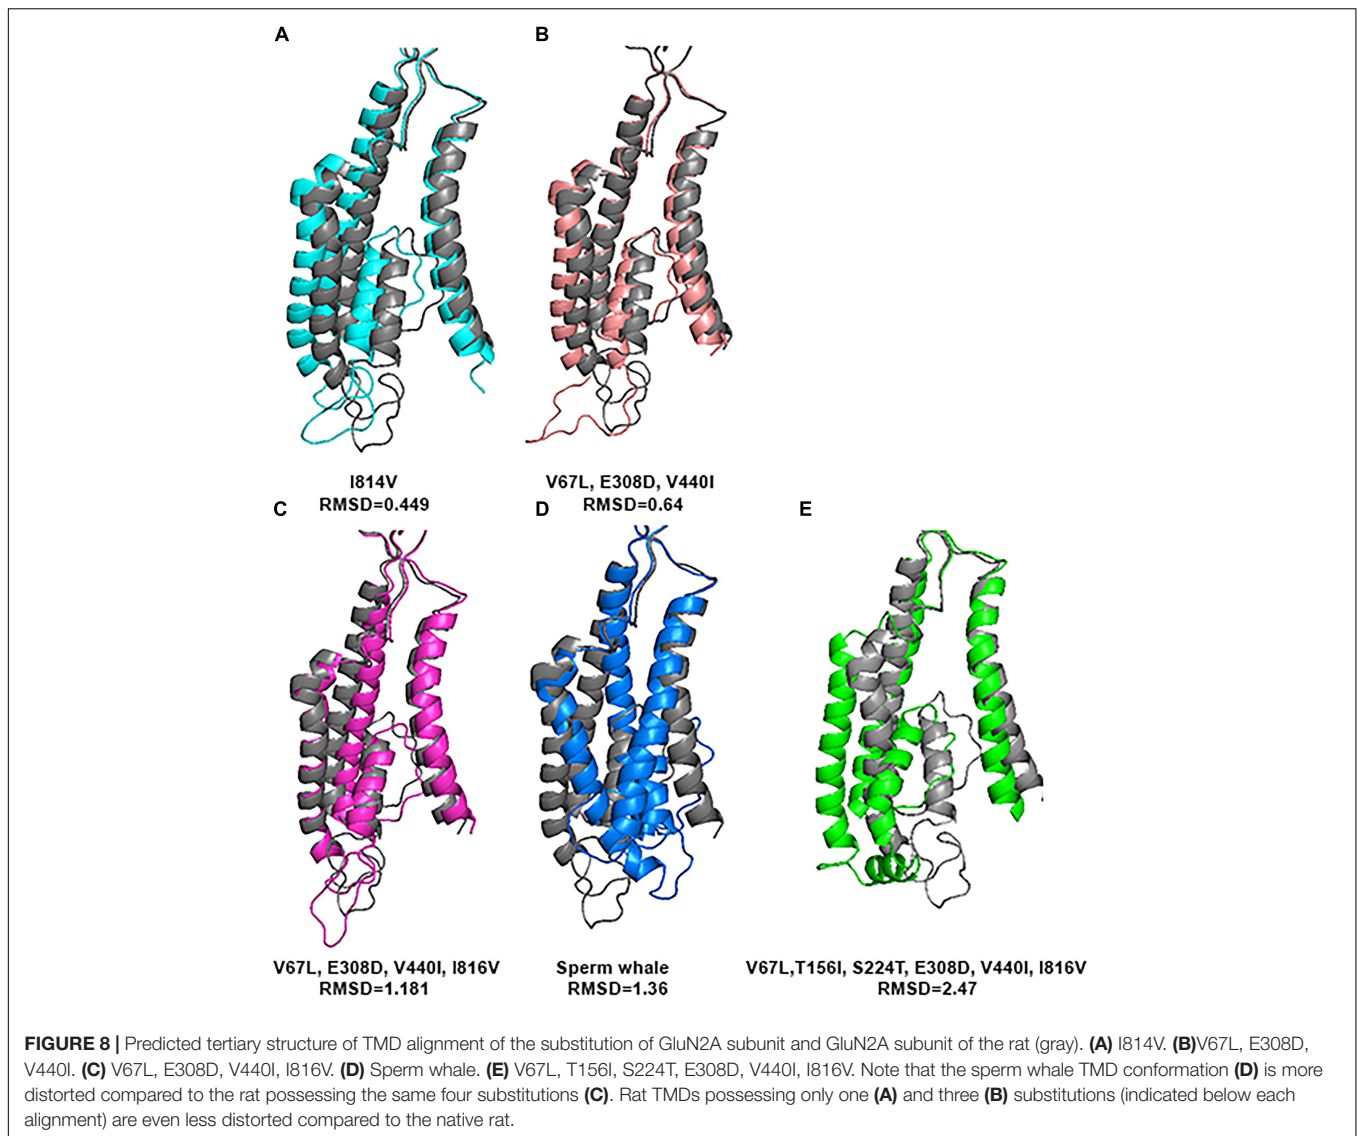 A
B
I814V
RMSD=0.449
V67L, E308D, V440I
RMSD=0.64
C
D
E
V67L, E308D, V440I, I816V
RMSD=1.181
Sperm whale
RMSD=1.36
V67L,T156I, S224T, E308D, V440I, I816V
RMSD=2.47
FIGURE 8 | Predicted tertiary structure of TMD alignment of the substitution of GluN2A subunit and GluN2A subunit of the rat (gray). (A) I814V. (B)V67L, E308D,
V440I. (C) V67L, E308D, V440I, I816V. (D) Sperm whale. (E) V67L, T156I, S224T, E308D, V440I, I816V. Note that the sperm whale TMD conformation (D) is more
distorted compared to the rat possessing the same four substitutions (C). Rat TMDs possessing only one (A) and three (B) substitutions (indicated below each
alignment) are even less distorted compared to the native rat.